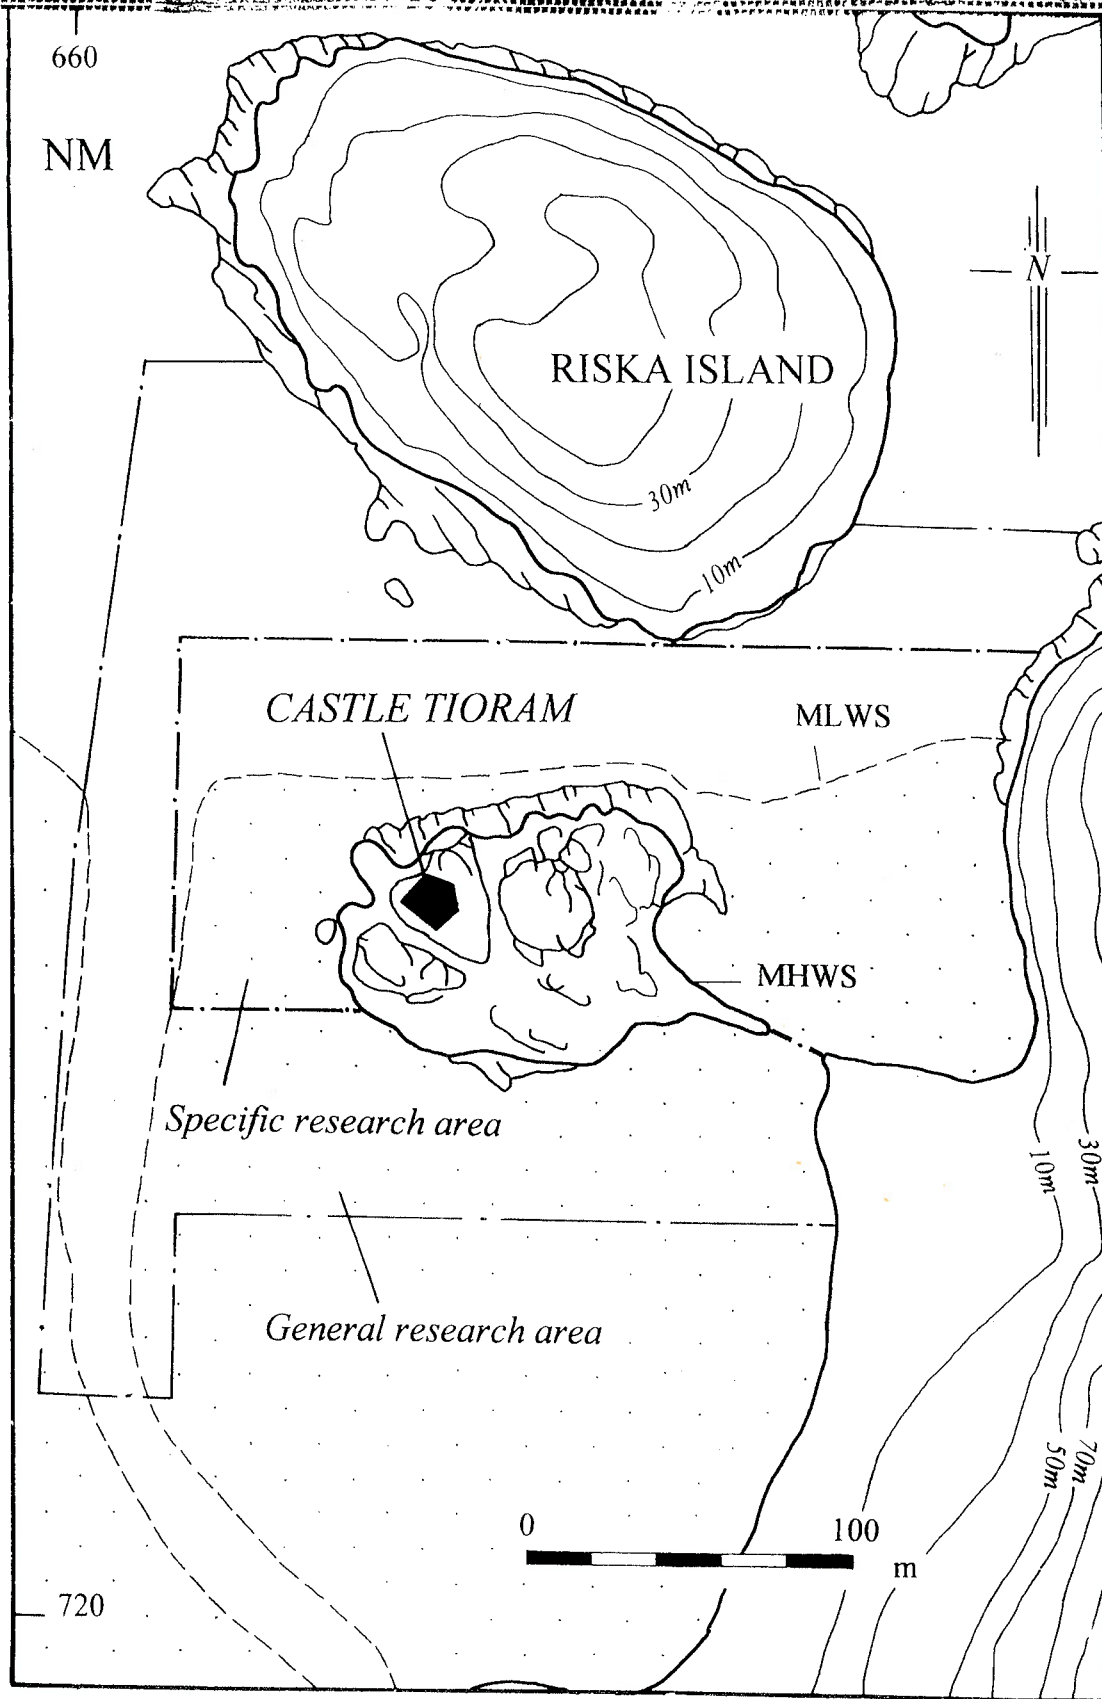 660
NM
N
RISKA ISLAND
30m
10m
CASTLE TIORAM
MLWS
MHWS
Specific research area
10m
30m
General research area
50m
70m
0
100
m
720